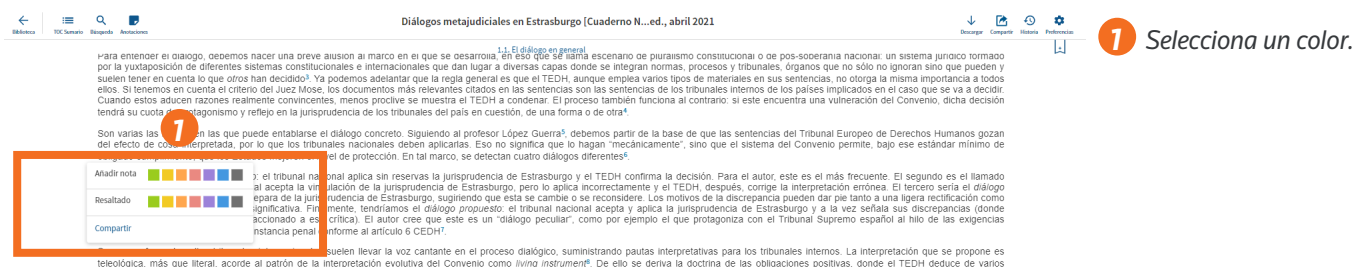 Biblioteca
TOC Sumario
Búsqueda
Anotaciones
Diálogos metajudiciales en Estrasburgo [Cuaderno N...ed., abril 2021
Descargar
Compartir
Historia
Preferencias
1 Selecciona un color.
1.1. El diálogo en general
Para entender el diálogo, debemos hacer una breve alusión al marco en el que se desarrolla, en eso que se llama escenario de pluralismo constitucional o de pos-soberanía nacional: un sistema jurídico formado
por la yuxtaposición de diferentes sistemas constitucionales e internacionales que dan lugar a diversas capas donde se integran normas, procesos y tribunales, órganos que no sólo no ignoran sino que pueden y
suelen tener en cuenta lo que otros han decidido3. Ya podemos adelantar que la regla general es que el TEDH, aunque emplea varios tipos de materiales en sus sentencias, no otorga la misma importancia a todos
ellos. Si tenemos en cuenta el criterio del Juez Mose, los documentos más relevantes citados en las sentencias son las sentencias de los tribunales internos de los países implicados en el caso que se va a decidir.
Cuando estos aducen razones realmente convincentes, menos proclive se muestra el TEDH a condenar. El proceso también funciona al contrario: si este encuentra una vulneración del Convenio, dicha decisión
tendrá su cuota de protagonismo y reflejo en la jurisprudencia de los tribunales del país en cuestión, de una forma o de otra4.
1
Son varias las en las que puede entablarse el diálogo concreto. Siguiendo al profesor López Guerra5, debemos partir de la base de que las sentencias del Tribunal Europeo de Derechos Humanos gozan
del efecto de cosa interpretada, por lo que los tribunales nacionales deben aplicarlas. Eso no significa que lo hagan "mecánicamente", sino que el sistema del Convenio permite, bajo ese estándar mínimo de
que los Estados mejoren el nivel de protección. En tal marco, se detectan cuatro diálogos diferentes6.
Añadir nota
o: el tribunal nacional aplica sin reservas la jurisprudencia de Estrasburgo y el TEDH confirma la decisión. Para el autor, este es el más frecuente. El segundo es el llamado
al acepta la vinculación de la jurisprudencia de Estrasburgo, pero lo aplica incorrectamente y el TEDH, después, corrige la interpretación errónea. El tercero sería el diálogo
Resaltado
epara de la jurisprudencia de Estrasburgo, sugiriendo que esta se cambie o se reconsidere. Los motivos de la discrepancia pueden dar pie tanto a una ligera rectificación como
significativa. Finalmente, tendríamos el diálogo propuesto: el tribunal nacional acepta y aplica la jurisprudencia de Estrasburgo y a la vez señala sus discrepancias (donde
accionado a esa crítica). El autor cree que este es un "diálogo peculiar", como por ejemplo el que protagoniza con el Tribunal Supremo español al hilo de las exigencias
Compartir
nstancia penal conforme al artículo 6 CEDH7.
suelen llevar la voz cantante en el proceso dialógico, suministrando pautas interpretativas para los tribunales internos. La interpretación que se propone es
teleológica, más que literal, acorde al patrón de la interpretación evolutiva del Convenio como living instrument8. De ello se deriva la doctrina de las obligaciones positivas, donde el TEDH deduce de varios